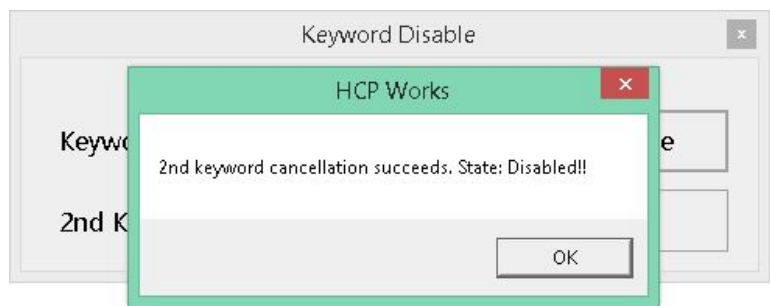 Keyword Disable
x
HCP Works
x
Keywo
e
2nd keyword cancellation succeeds. State: Disabled!!
2nd K
OK